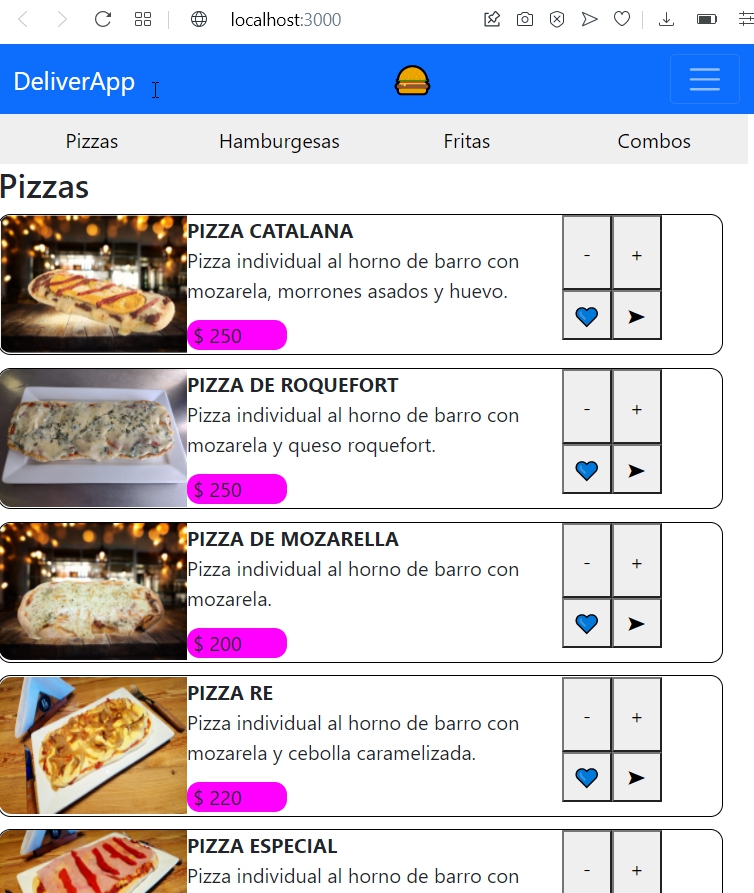 localhost:3000
DeliverApp
Pizzas Hamburgesas Fritas Combos
Pizzas
PIZZA CATALANA
Pizza individual al horno de barro con
mozarela, morrones asados y huevo.
$ 250
- +
PIZZA DE ROQUEFORT
Pizza individual al horno de barro con
mozarela y queso roquefort.
$ 250
- +
PIZZA DE MOZARELLA
Pizza individual al horno de barro con
mozarela.
$ 200
- +
PIZZA RE
Pizza individual al horno de barro con
mozarela y cebolla caramelizada.
$ 220
- +
PIZZA ESPECIAL
Pizza individual al horno de barro con
- +